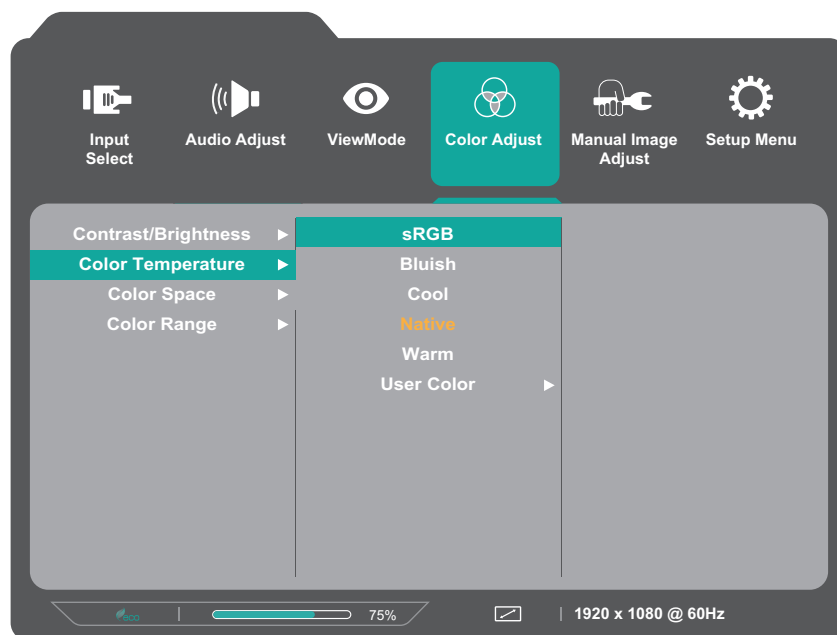 Input
Select
Audio Adjust
ViewMode
Color Adjust
Manual Image
Adjust
Setup Menu
Contrast/Brightness
Color Temperature
Color Space
Color Range
sRGB
Bluish
Cool
Native
Warm
User Color
eco
75%
1920 x 1080 @ 60Hz